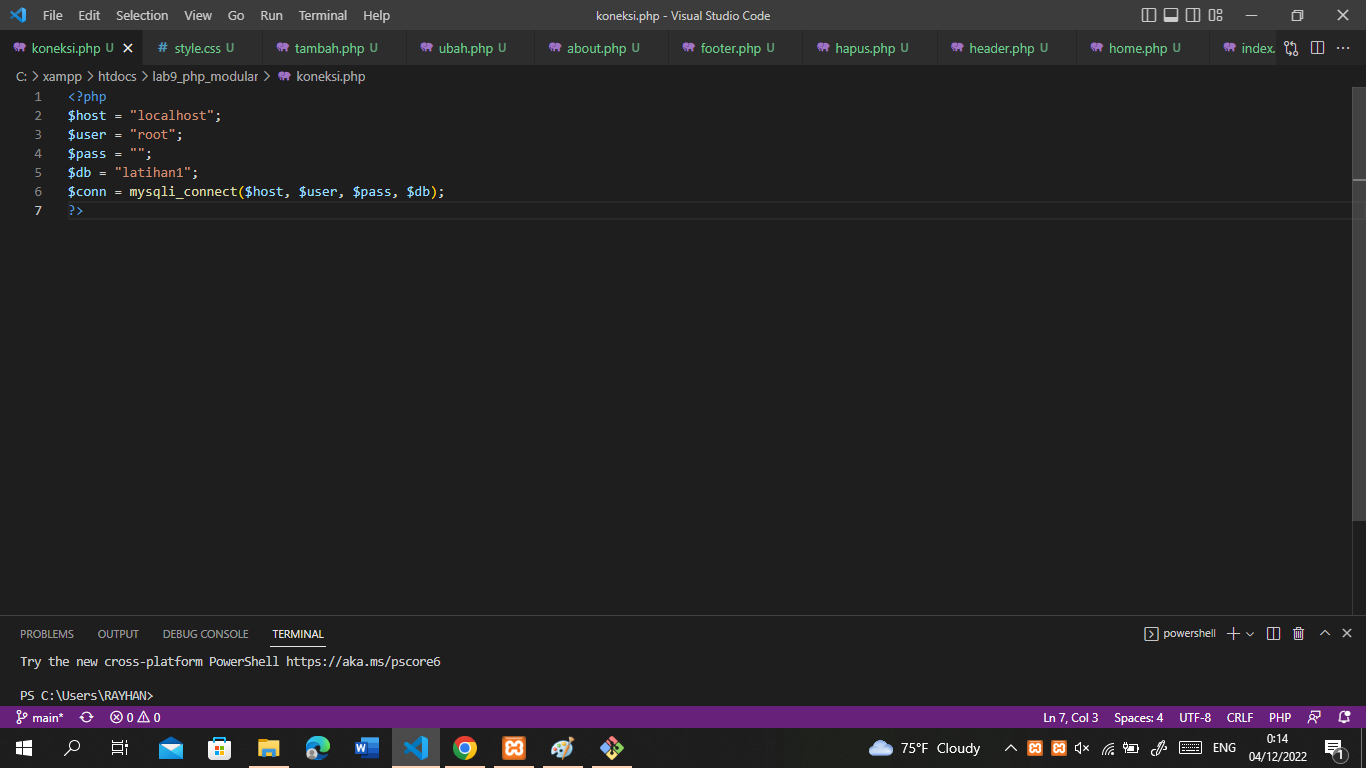 File Edit Selection View Go Run Terminal Help koneksi.php - Visual Studio Code
koneksi.php U # style.css U tambah.php U ubah.php U about.php U footer.php U hapus.php U header.php U home.php U index.
C: > xampp > htdocs > lab9_php_modular > koneksi.php
1 <?php
2 $host = "localhost";
3 $user = "root";
4 $pass = "";
5 $db = "latihan1";
6 $conn = mysqli_connect($host, $user, $pass, $db);
7 ?>
PROBLEMS OUTPUT DEBUG CONSOLE TERMINAL powershell
Try the new cross-platform PowerShell https://aka.ms/pscore6
PS C:\Users\RAYHAN>
main* 0 0 Ln 7, Col 3 Spaces: 4 UTF-8 CRLF PHP
75°F Cloudy ENG 0:14
04/12/2022 1